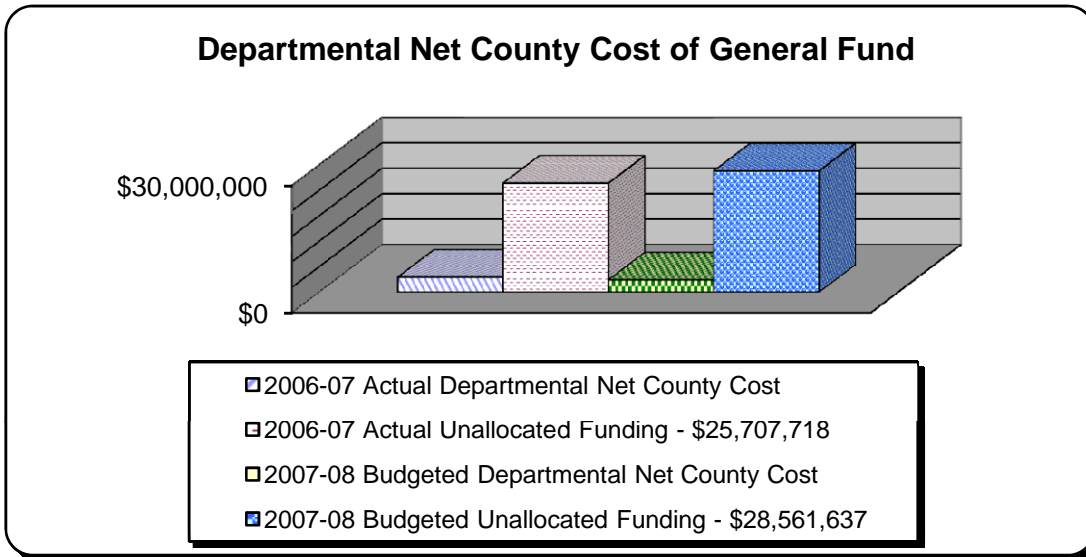 Departmental Net County Cost of General Fund
$30,000,000
$0
2006-07 Actual Departmental Net County Cost
2006-07 Actual Unallocated Funding - $25,707,718
2007-08 Budgeted Departmental Net County Cost
2007-08 Budgeted Unallocated Funding - $28,561,637